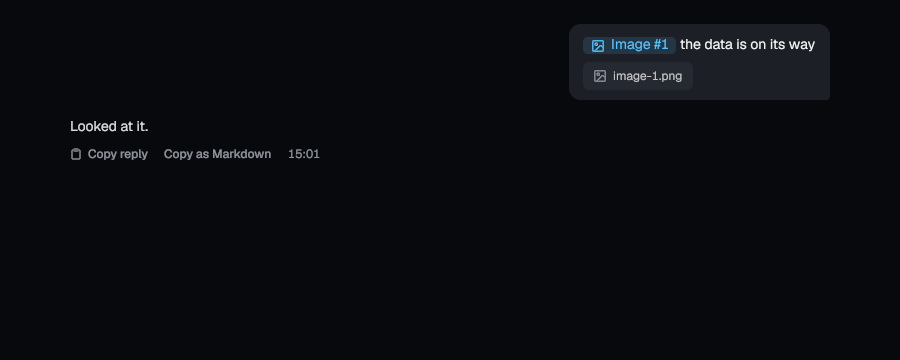 Image #1 the data is on its way
image-1.png
Looked at it.
Copy reply Copy as Markdown 15:01